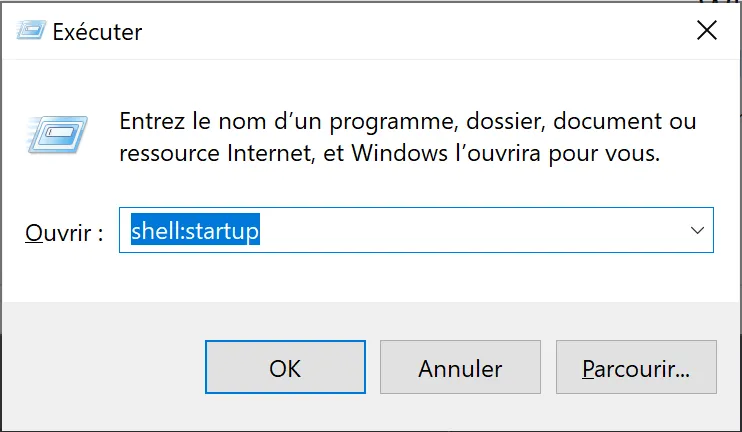 Exécuter
Entrez le nom d’un programme, dossier, document ou
ressource Internet, et Windows l’ouvrira pour vous.
Ouvrir : shell:startup
OK Annuler Parcourir...